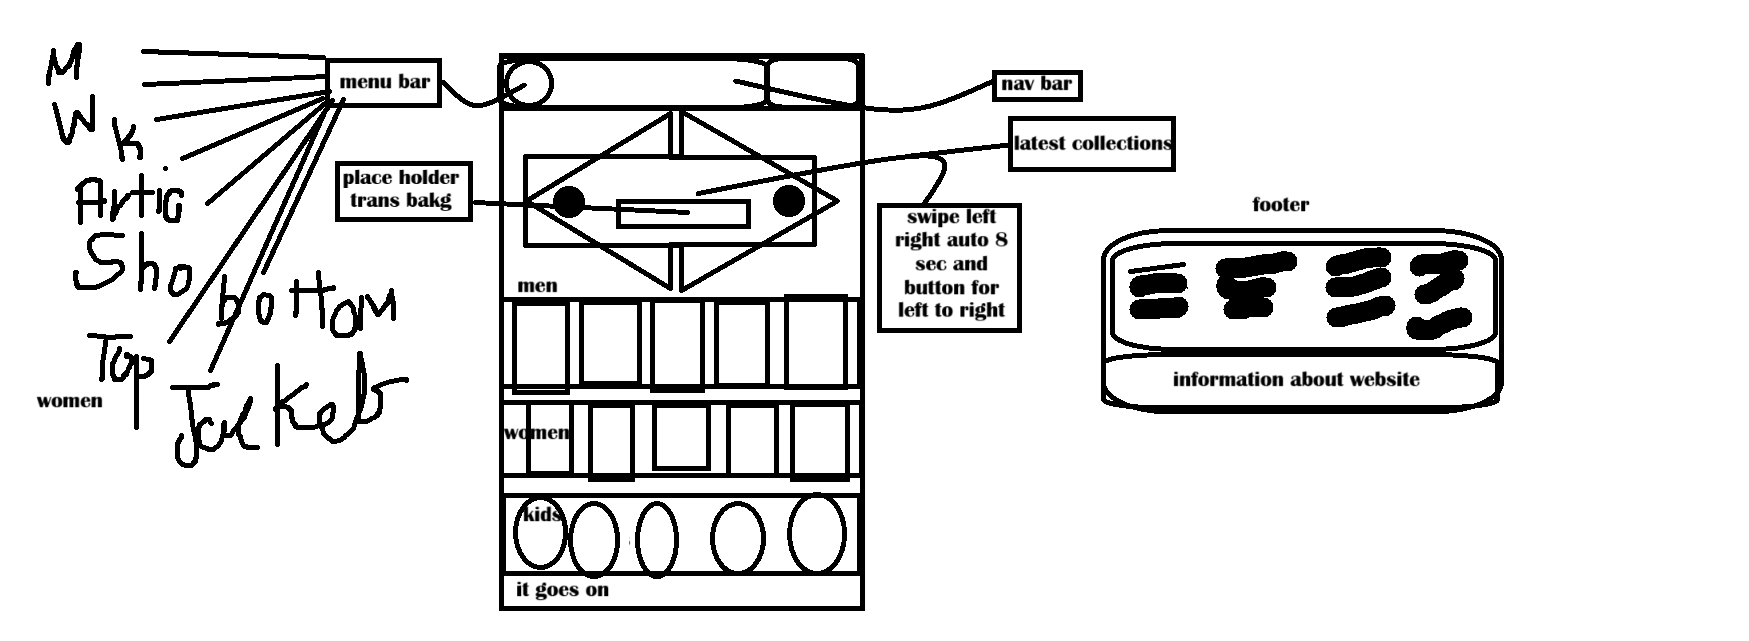 M
W
K
Artic
Sho
bottom
Top
Jacket
women
menu bar
place holder
trans bakg
nav bar
latest collections
swipe left
right auto 8
sec and
button for
left to right
men
women
kids
it goes on
footer
information about website